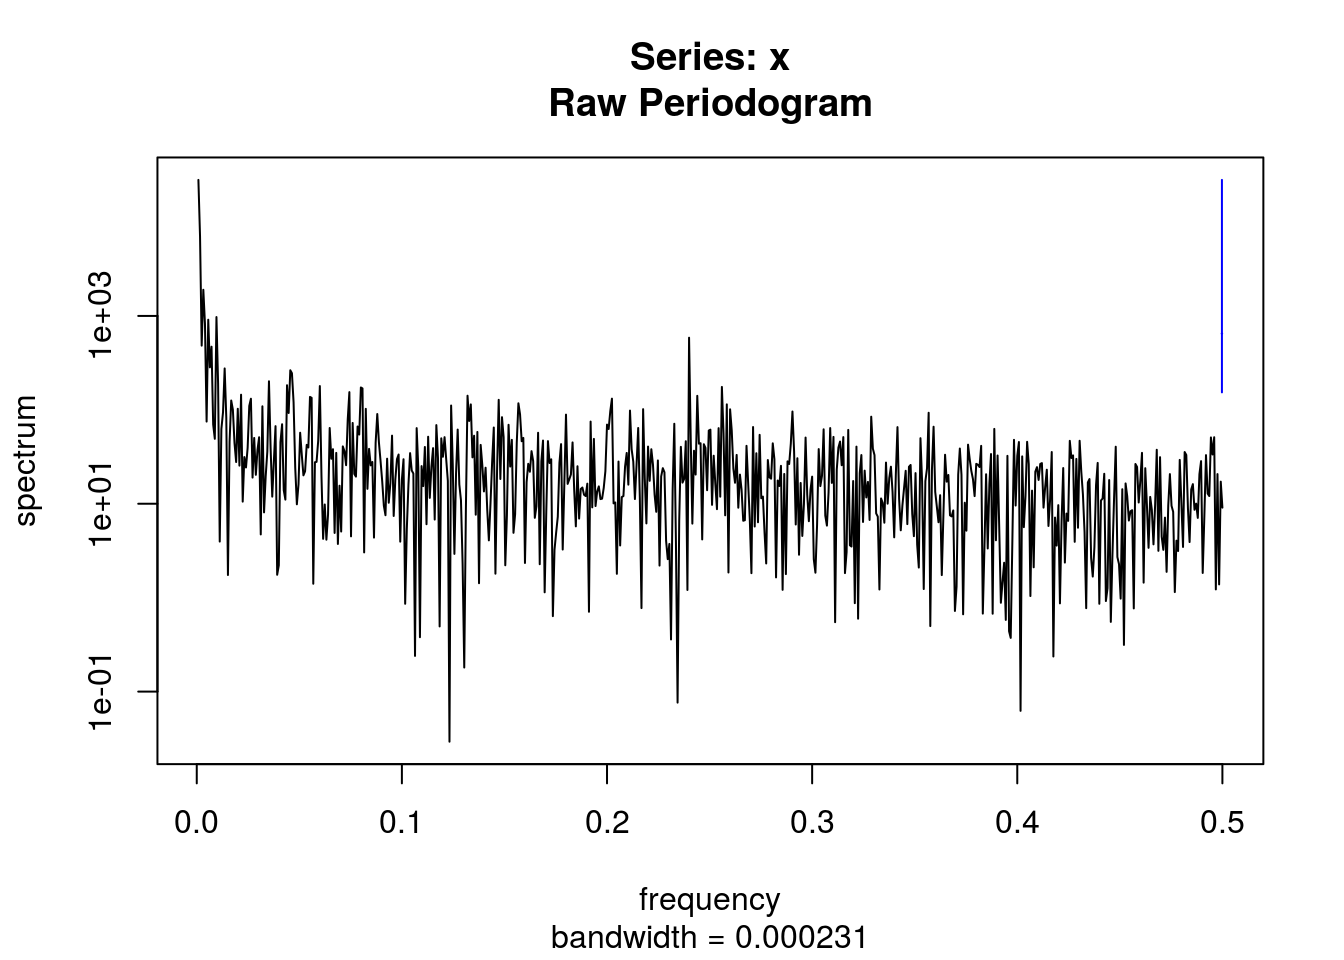 Series: x
Raw Periodogram
spectrum
1e+03
1e+01
1e-01
0.0 0.1 0.2 0.3 0.4 0.5
frequency
bandwidth = 0.000231